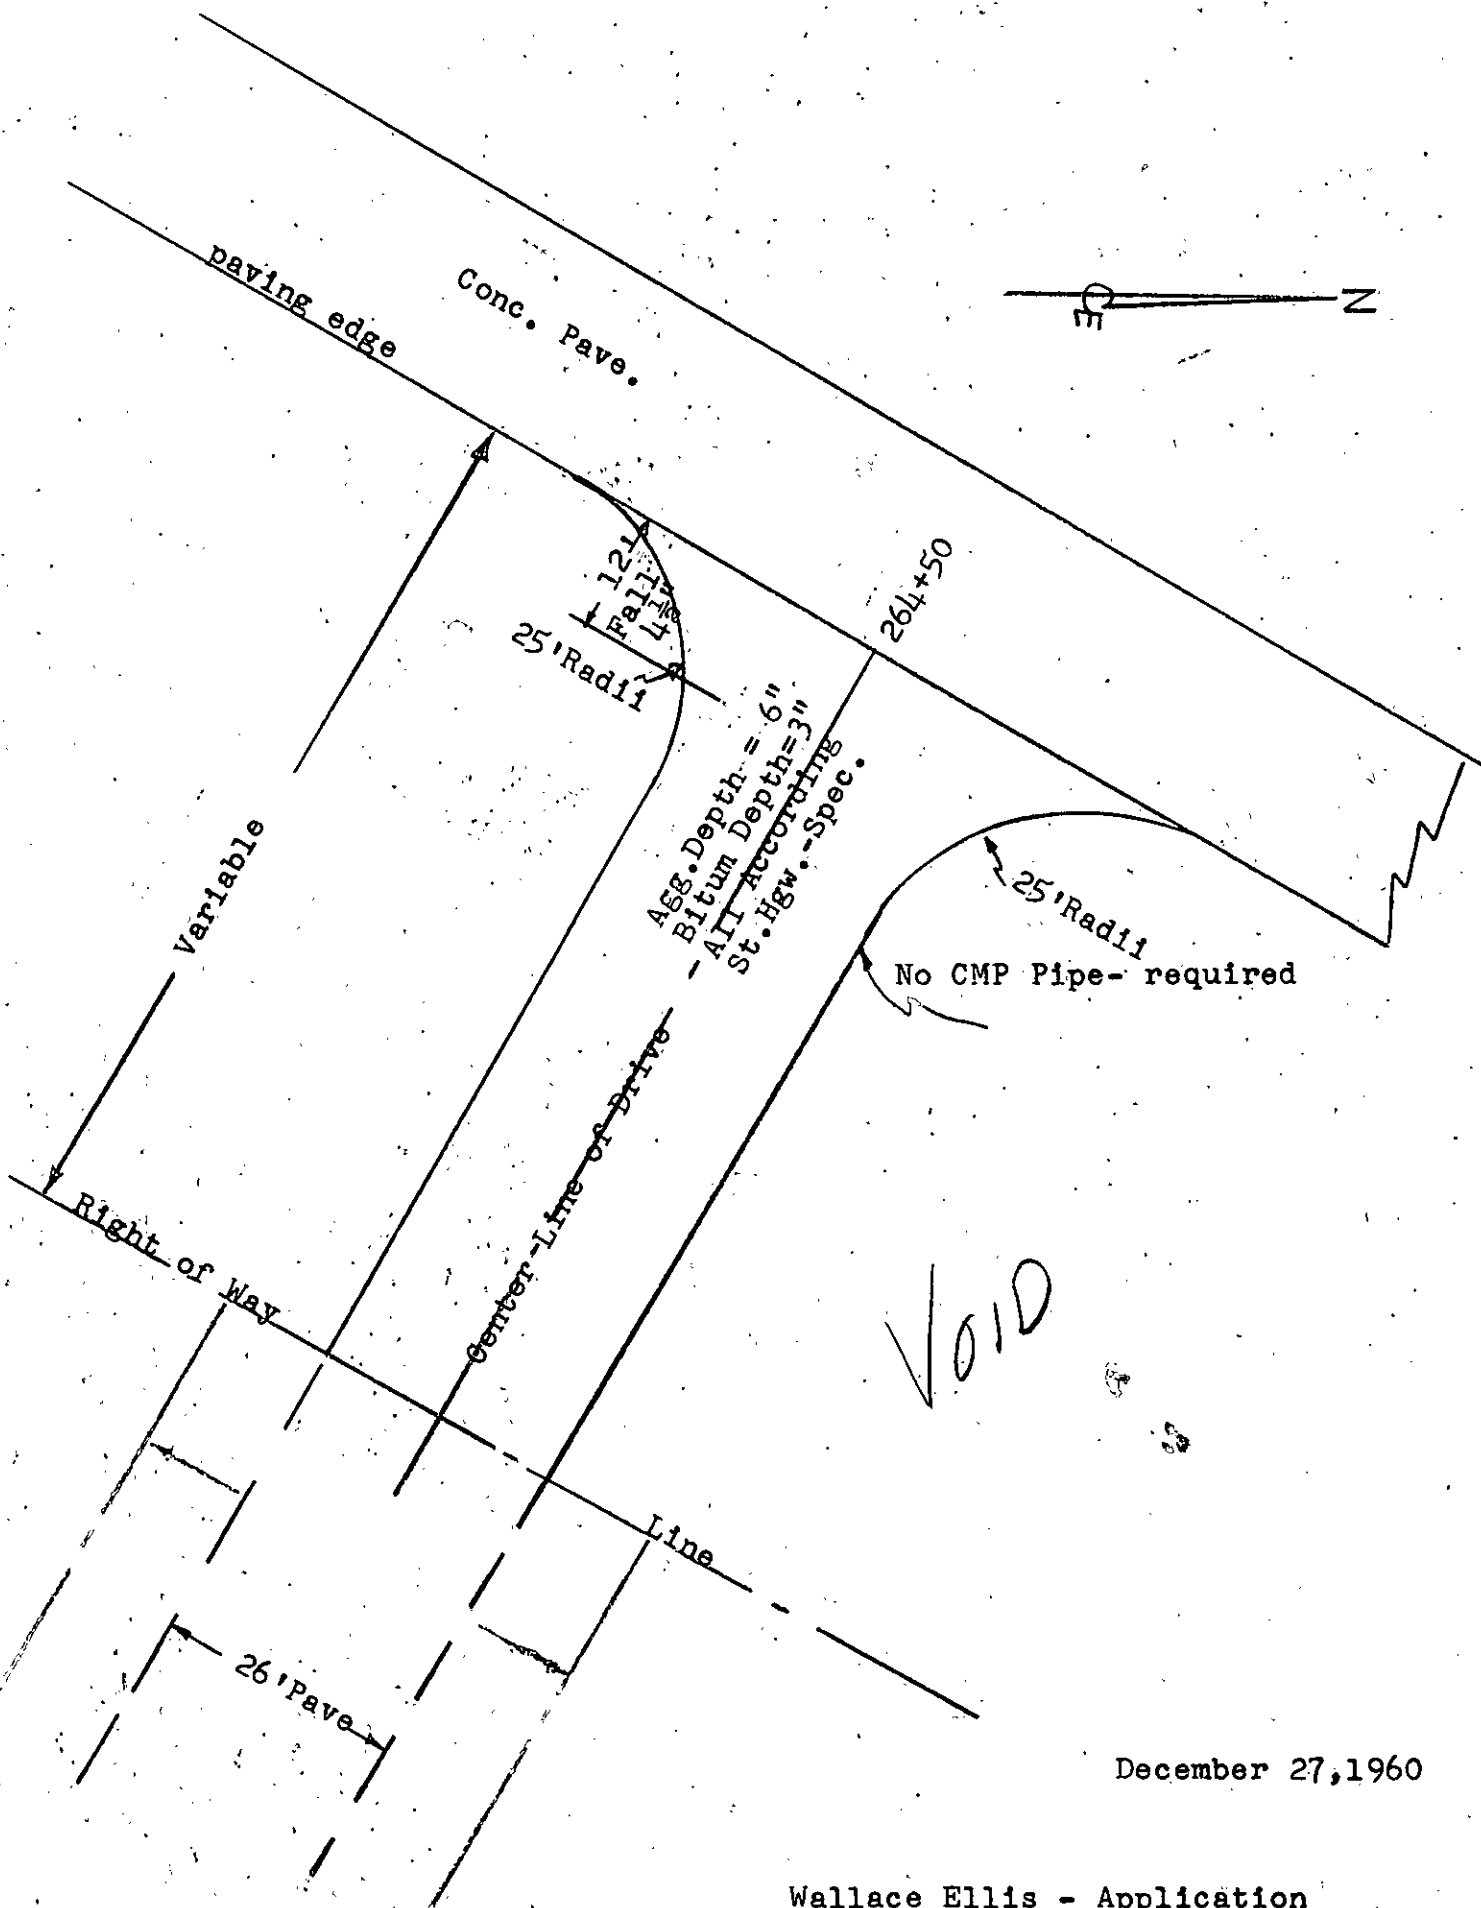 paving edge
Conc. Pave.
N
E
12'
Fall
4½"
25'Radii
264+50
Agg.Depth = 6"
Bitum Depth=3"
All According
St.Hgw.-Spec.
Variable
25'Radii
No CMP Pipe- required
Center-Line of Drive
Right of Way
Line
VOID
26'Pave
December 27,1960
Wallace Ellis - Application